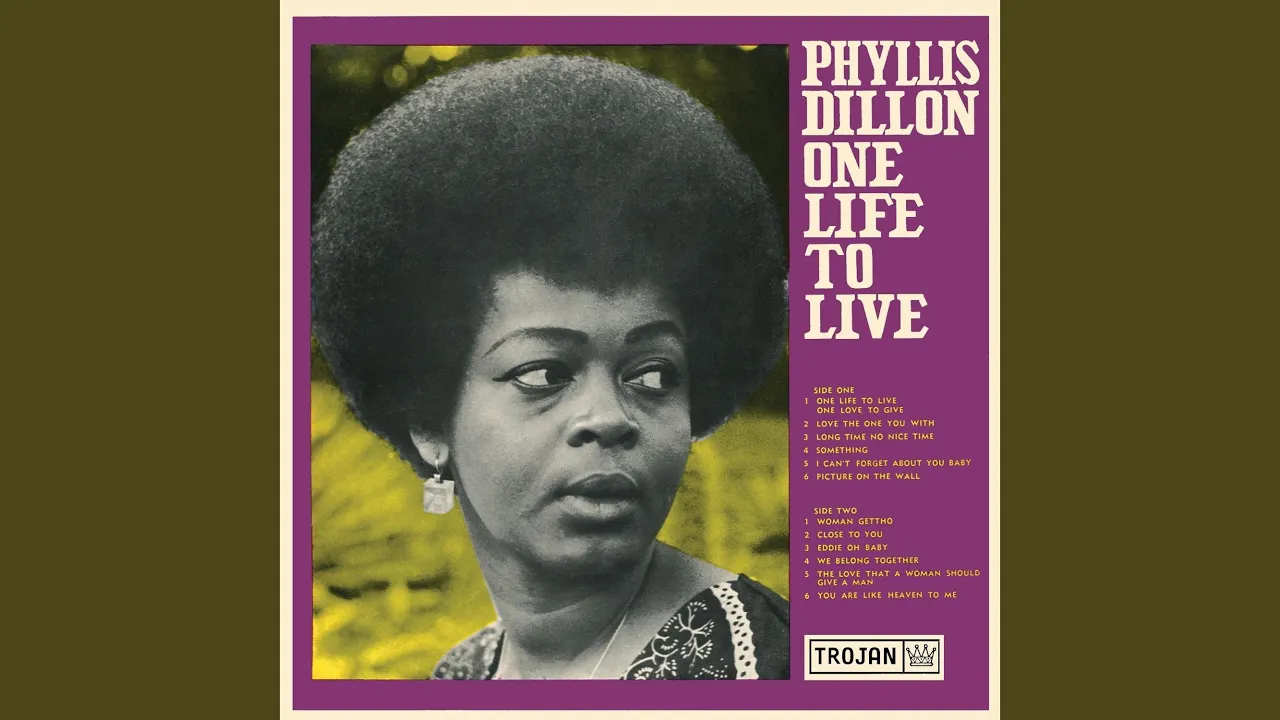 PHYLLIS
DILLON
ONE
LIFE
TO
LIVE
SIDE ONE
1 ONE LIFE TO LIVE
ONE LOVE TO GIVE
2 LOVE THE ONE YOU WITH
3 LONG TIME NO NICE TIME
4 SOMETHING
5 I CAN'T FORGET ABOUT YOU BABY
6 PICTURE ON THE WALL
SIDE TWO
1 WOMAN GETTHO
2 CLOSE TO YOU
3 EDDIE OH BABY
4 WE BELONG TOGETHER
5 THE LOVE THAT A WOMAN SHOULD
GIVE A MAN
6 YOU ARE LIKE HEAVEN TO ME
TROJAN